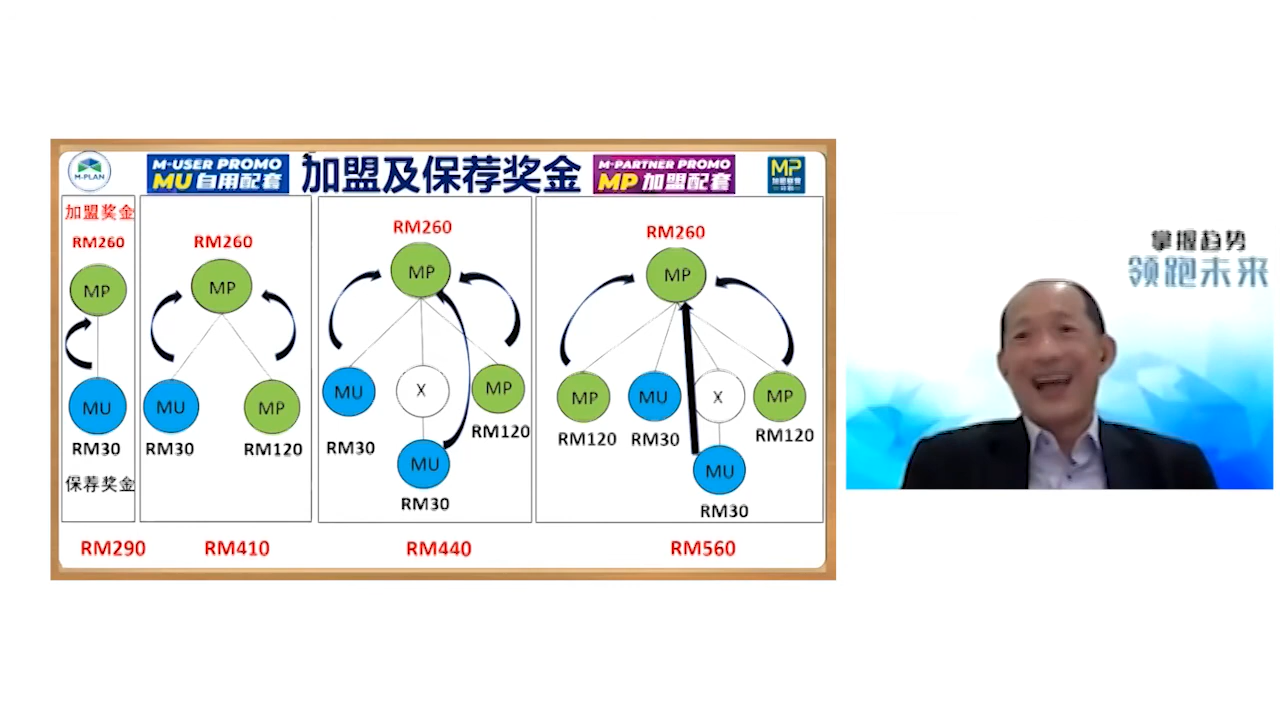 M-PLAN
M-USER PROMO
MU 自用配套
加盟及保荐奖金
M-PARTNER PROMO
MP 加盟配套
MP
加盟奖金
RM260
MP
MU
RM30
保荐奖金
RM290
RM260
MP
MU
MP
RM30
RM120
RM410
RM260
MP
MU
X
MP
RM30
RM120
MU
RM30
RM440
RM260
MP
MP
MU
X
MP
RM120
RM30
RM120
MU
RM30
RM560
掌握趋势
领跑未来